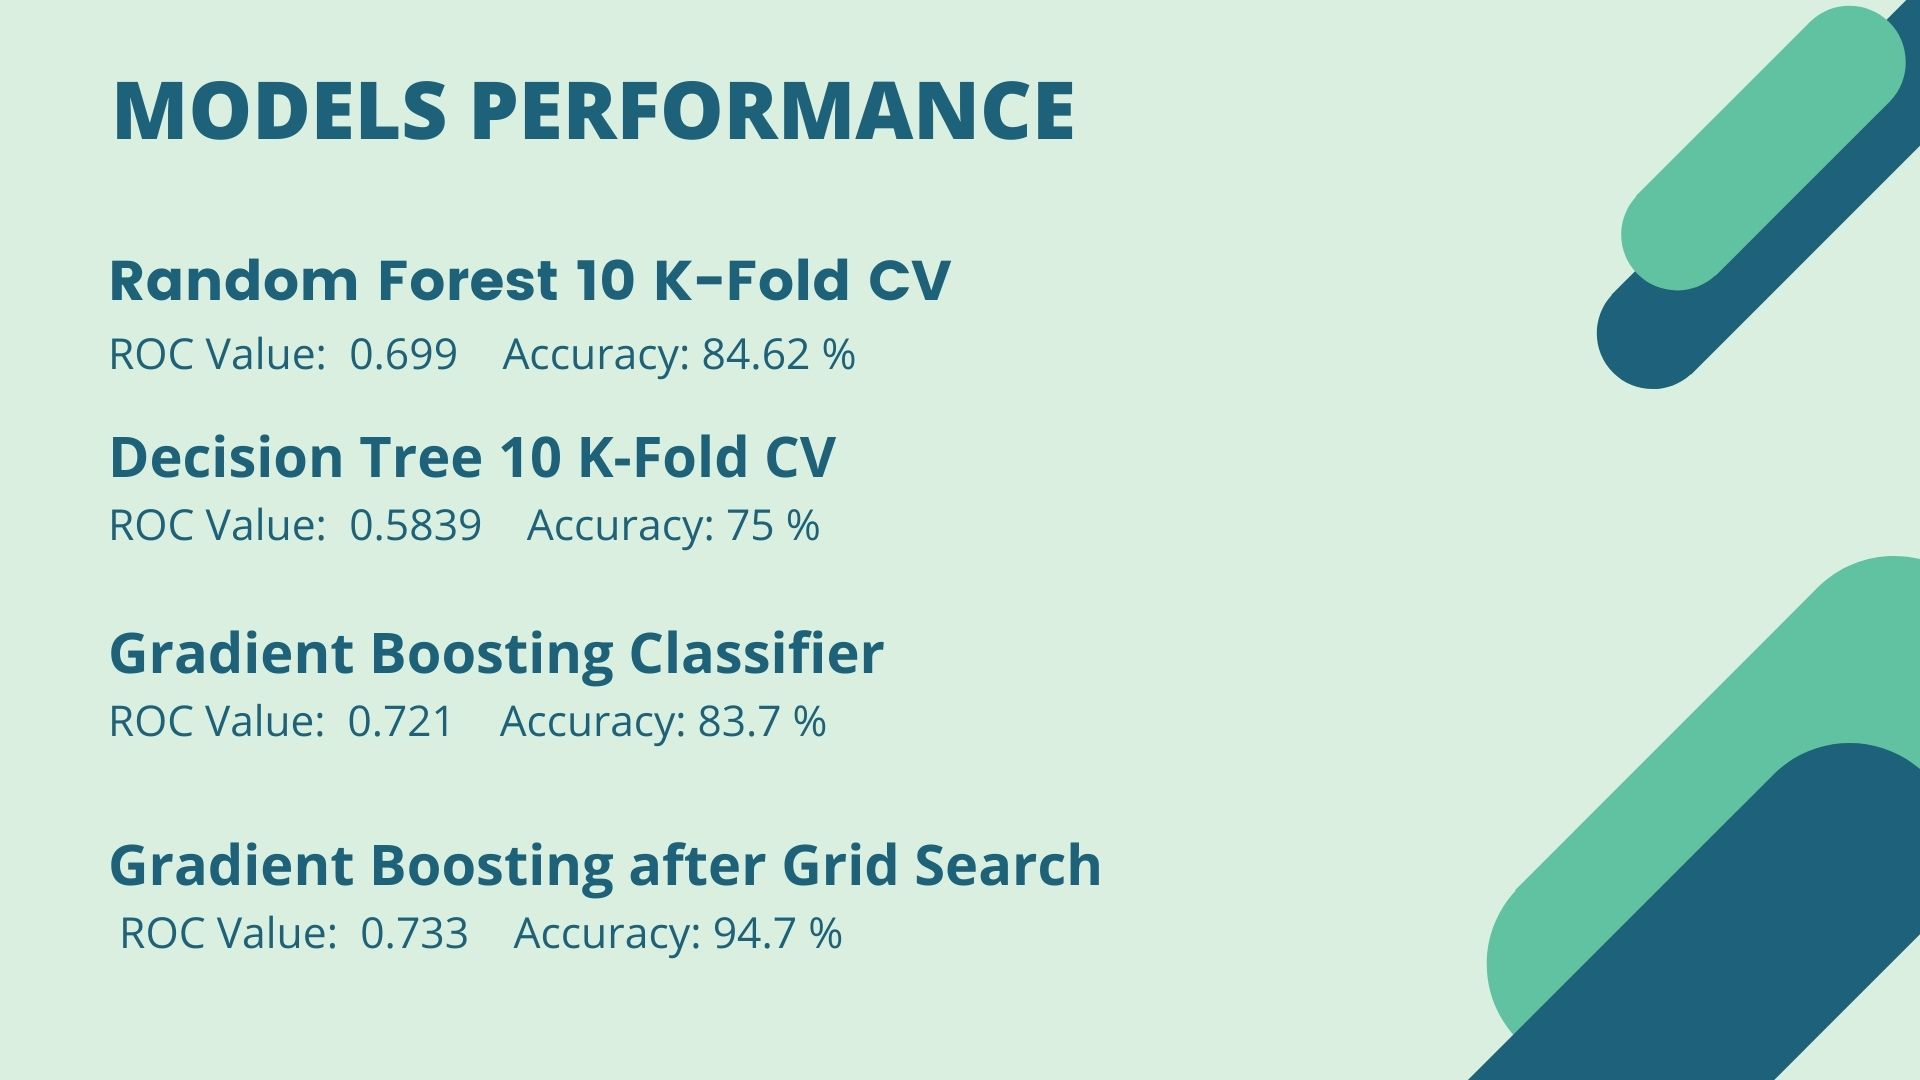 MODELS PERFORMANCE
Random Forest 10 K-Fold CV
ROC Value:  0.699    Accuracy: 84.62 %
Decision Tree 10 K-Fold CV
ROC Value:  0.5839    Accuracy: 75 %
Gradient Boosting Classifier
ROC Value:  0.721    Accuracy: 83.7 %
Gradient Boosting after Grid Search
ROC Value:  0.733    Accuracy: 94.7 %